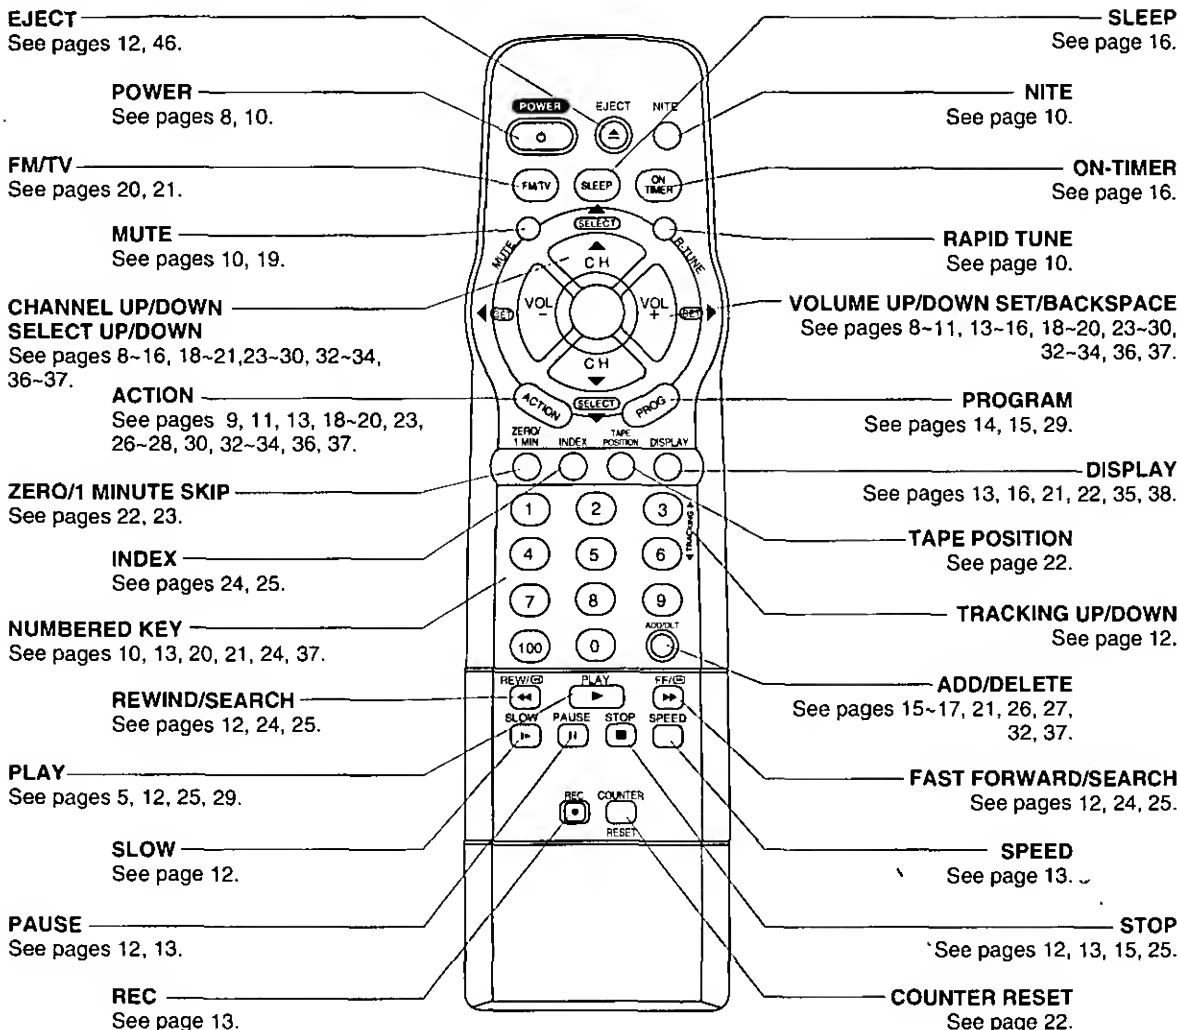 EJECT
See pages 12, 46.
POWER
See pages 8, 10.
FM/TV
See pages 20, 21.
MUTE
See pages 10, 19.
CHANNEL UP/DOWN
SELECT UP/DOWN
See pages 8~16, 18~21,23~30, 32~34,
36~37.
ACTION
See pages 9, 11, 13, 18~20, 23,
26~28, 30, 32~34, 36, 37.
ZERO/1 MINUTE SKIP
See pages 22, 23.
INDEX
See pages 24, 25.
NUMBERED KEY
See pages 10, 13, 20, 21, 24, 37.
REWIND/SEARCH
See pages 12, 24, 25.
PLAY
See pages 5, 12, 25, 29.
SLOW
See page 12.
PAUSE
See pages 12, 13.
REC
See page 13.
POWER EJECT NITE
FM/TV SLEEP ON TIMER
SELECT
MUTE R-TUNE
CH
SET VOL - VOL + SET
CH
ACTION SELECT PROG
ZERO/ 1 MIN INDEX TAPE POSITION DISPLAY
1 2 3
TRACKING
4 5 6
7 8 9
ADD/DLT
100 0
REW/ PLAY FF/
SLOW PAUSE STOP SPEED
REC COUNTER
RESET
SLEEP
See page 16.
NITE
See page 10.
ON-TIMER
See page 16.
RAPID TUNE
See page 10.
VOLUME UP/DOWN SET/BACKSPACE
See pages 8~11, 13~16, 18~20, 23~30,
32~34, 36, 37.
PROGRAM
See pages 14, 15, 29.
DISPLAY
See pages 13, 16, 21, 22, 35, 38.
TAPE POSITION
See page 22.
TRACKING UP/DOWN
See page 12.
ADD/DELETE
See pages 15~17, 21, 26, 27,
32, 37.
FAST FORWARD/SEARCH
See pages 12, 24, 25.
SPEED
See page 13.
STOP
See pages 12, 13, 15, 25.
COUNTER RESET
See page 22.